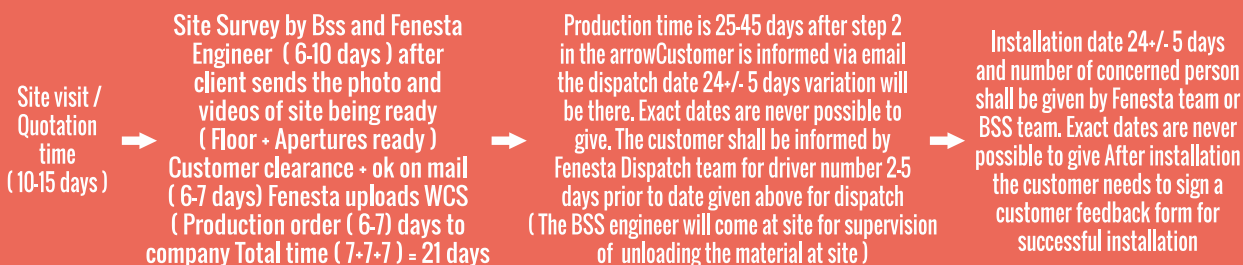 Site visit /
Quotation
time
( 10-15 days )
Site Survey by Bss and Fenesta
Engineer ( 6-10 days ) after
client sends the photo and
videos of site being ready
( Floor + Apertures ready )
Customer clearance + ok on mail
( 6-7 days) Fenesta uploads WCS
( Production order ( 6-7) days to
company Total time ( 7+7+7 ) = 21 days
Production time is 25-45 days after step 2
in the arrowCustomer is informed via email
the dispatch date 24+/- 5 days variation will
be there. Exact dates are never possible to
give. The customer shall be informed by
Fenesta Dispatch team for driver number 2-5
days prior to date given above for dispatch
( The BSS engineer will come at site for supervision
of unloading the material at site )
Installation date 24+/- 5 days
and number of concerned person
shall be given by Fenesta team or
BSS team. Exact dates are never
possible to give After installation
the customer needs to sign a
customer feedback form for
successful installation